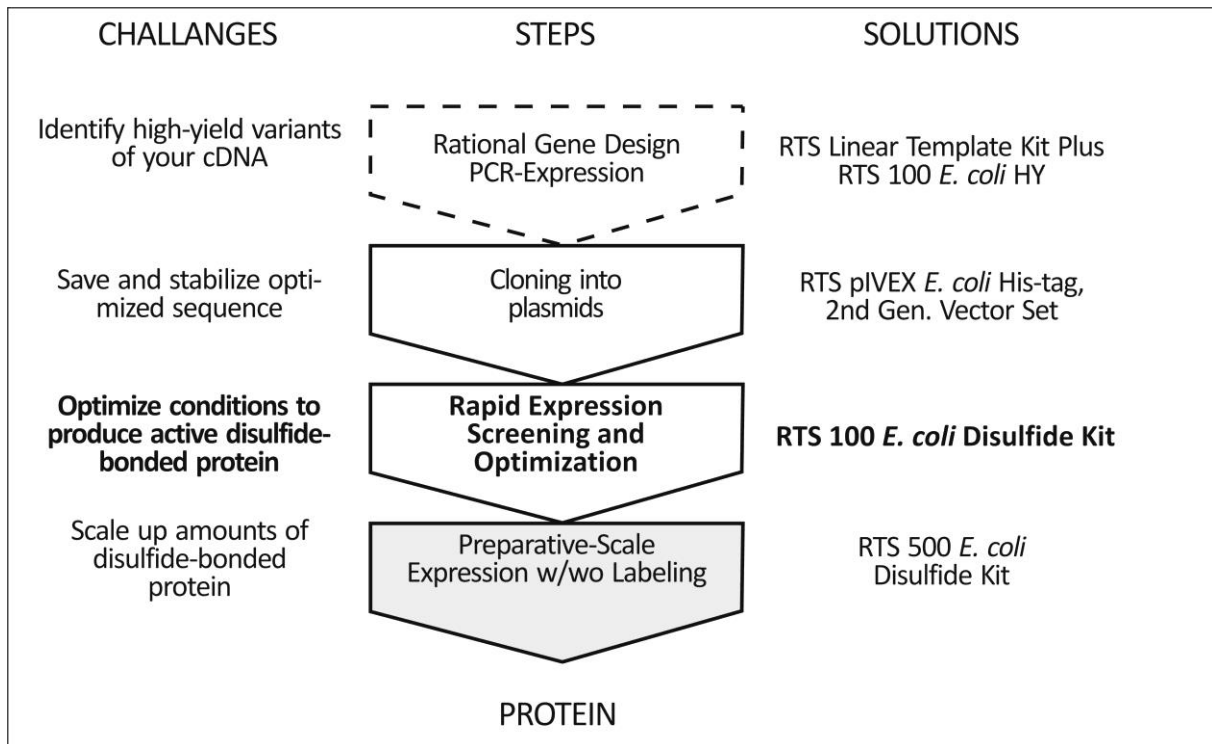 CHALLANGES STEPS SOLUTIONS
Identify high-yield variants
of your cDNA
Rational Gene Design
PCR-Expression
RTS Linear Template Kit Plus
RTS 100 E. coli HY
Save and stabilize opti-
mized sequence
Cloning into
plasmids
RTS pIVEX E. coli His-tag,
2nd Gen. Vector Set
Optimize conditions to
produce active disulfide-
bonded protein
Rapid Expression
Screening and
Optimization
RTS 100 E. coli Disulfide Kit
Scale up amounts of
disulfide-bonded
protein
Preparative-Scale
Expression w/wo Labeling
RTS 500 E. coli
Disulfide Kit
PROTEIN